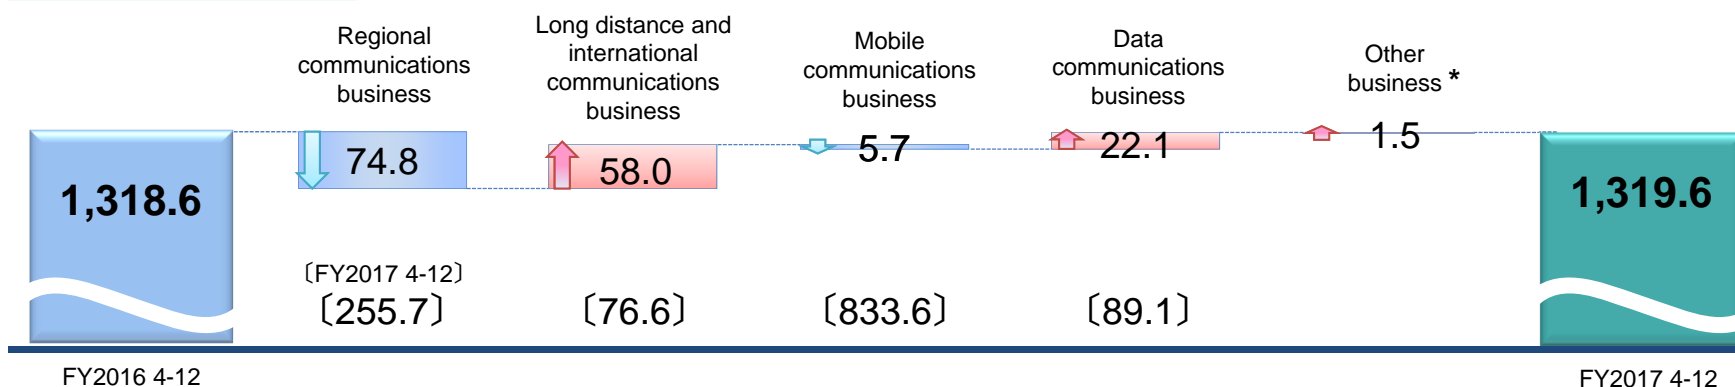 Regional
communications
business
Long distance and
international
communications
business
Mobile
communications
business
Data
communications
business
Other
business *
1,318.6
74.8
58.0
5.7
22.1
1.5
1,319.6
〔FY2017 4-12〕
〔255.7〕
〔76.6〕
〔833.6〕
〔89.1〕
FY2016 4-12
FY2017 4-12